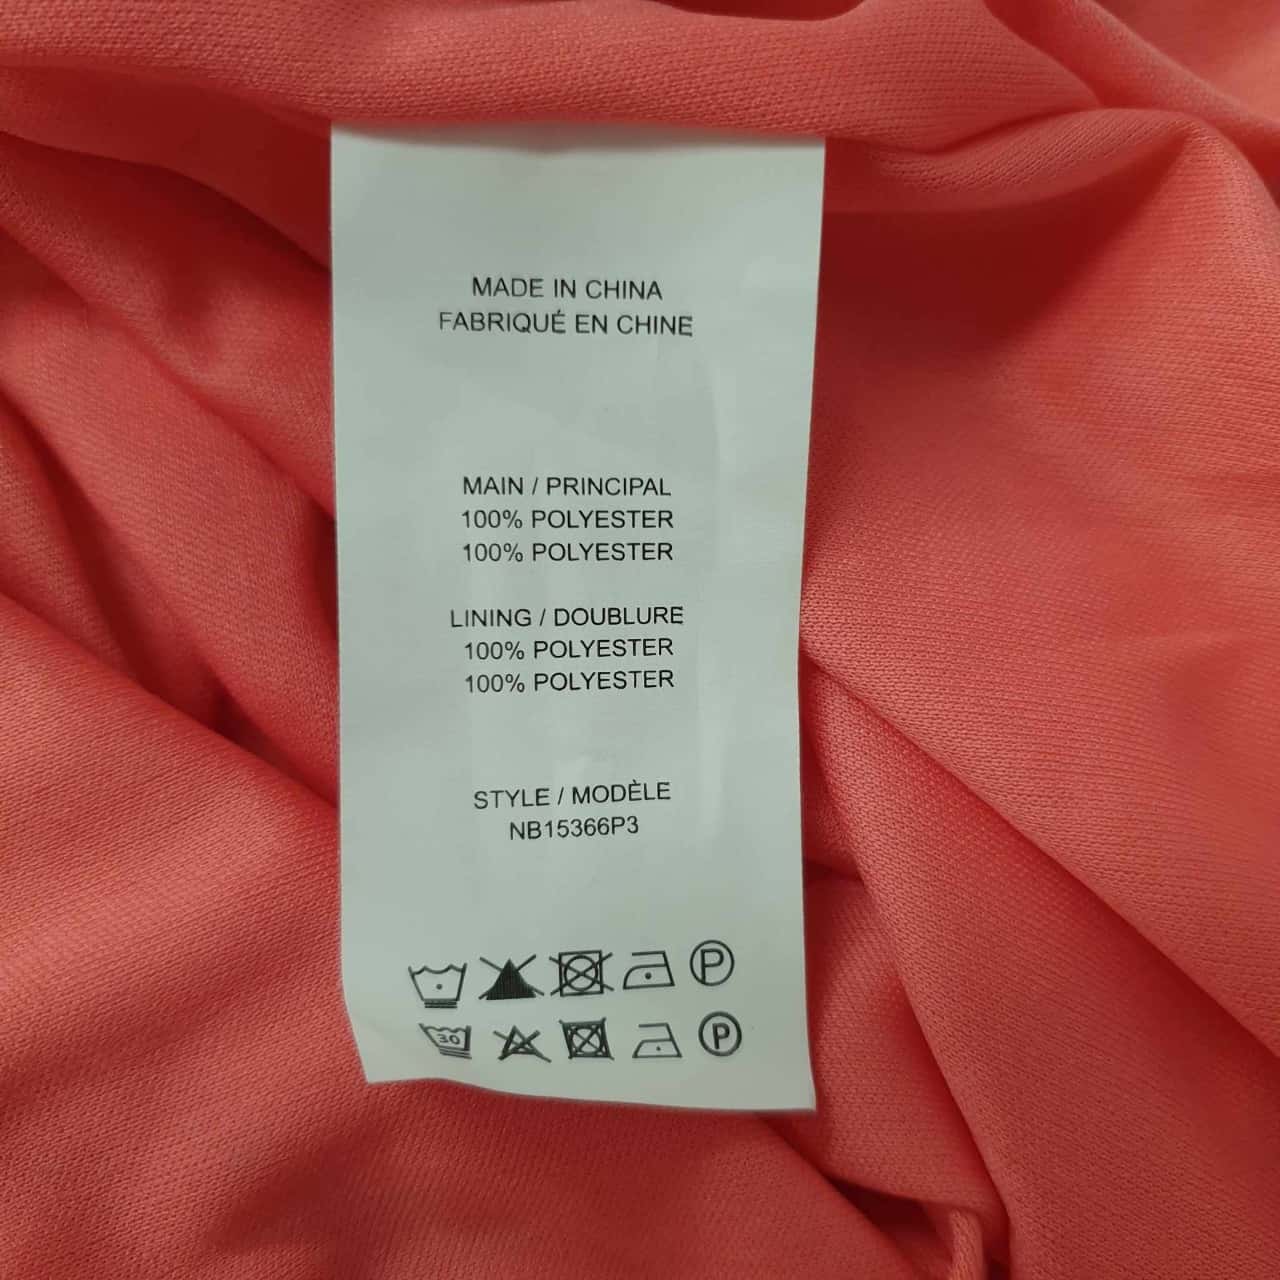 MADE IN CHINA
FABRIQUÉ EN CHINE
MAIN / PRINCIPAL
100% POLYESTER
100% POLYESTER
LINING / DOUBLURE
100% POLYESTER
100% POLYESTER
STYLE / MODÈLE
NB15366P3
P
30 P